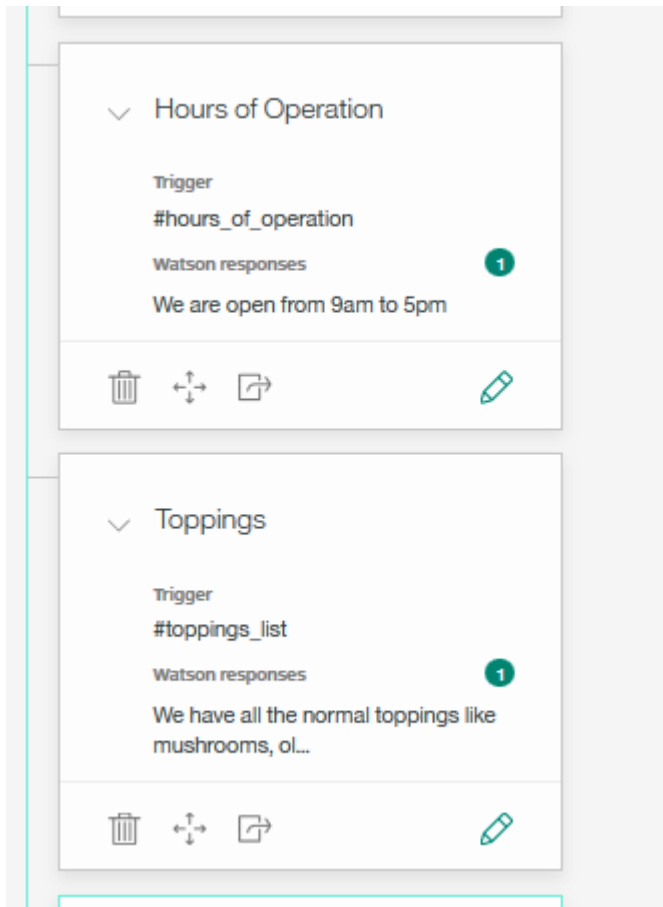 Hours of Operation
Trigger
#hours_of_operation
Watson responses
1
We are open from 9am to 5pm
Toppings
Trigger
#toppings_list
Watson responses
1
We have all the normal toppings like
mushrooms, ol...